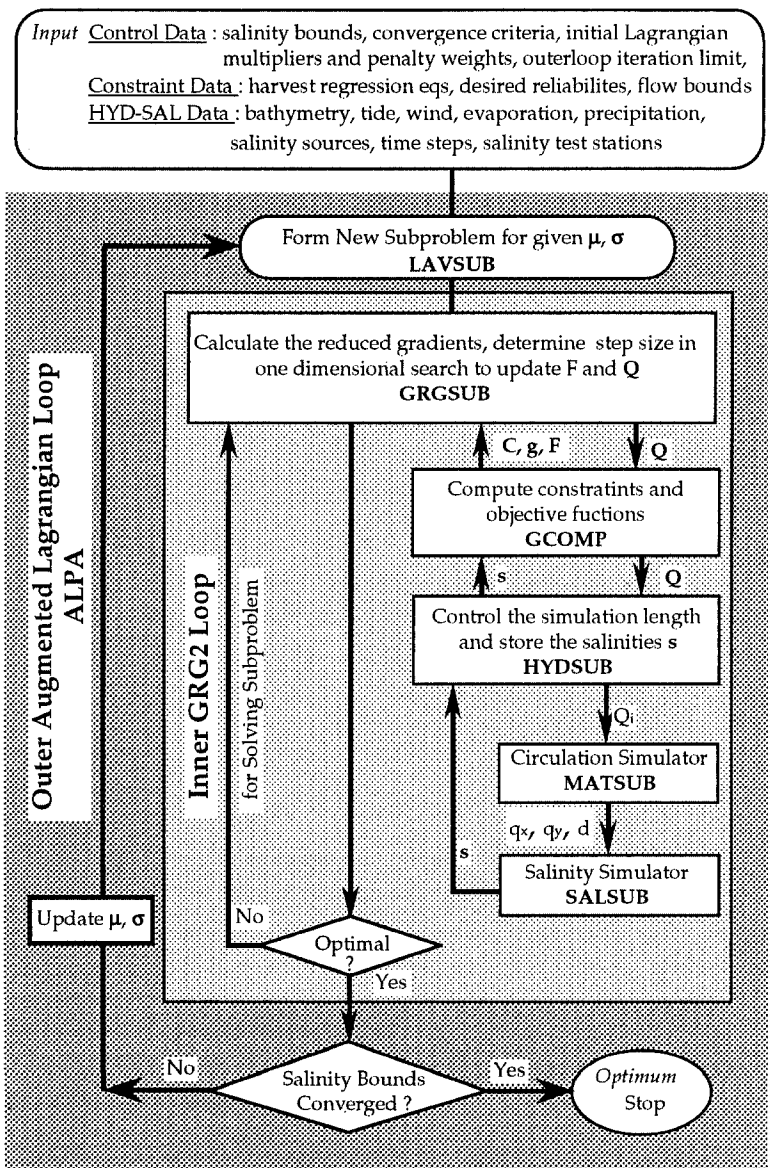 Input Control Data : salinity bounds, convergence criteria, initial Lagrangian
multipliers and penalty weights, outerloop iteration limit,
Constraint Data : harvest regression eqs, desired reliabilites, flow bounds
HYD-SAL Data : bathymetry, tide, wind, evaporation, precipitation,
salinity sources, time steps, salinity test stations
Form New Subproblem for given μ, σ
LAVSUB
Calculate the reduced gradients, determine step size in
one dimensional search to update F and Q
GRGSUB
C, g, F
Q
Compute constratints and
objective fuctions
GCOMP
s
Q
Control the simulation length
and store the salinities s
HYDSUB
Qi
Circulation Simulator
MATSUB
qx, qy, d
s
Salinity Simulator
SALSUB
Outer Augmented Lagrangian Loop
ALPA
Inner GRG2 Loop
for Solving Subproblem
Update μ, σ
No
Optimal
?
Yes
No
Salinity Bounds
Converged ?
Yes
Optimum
Stop